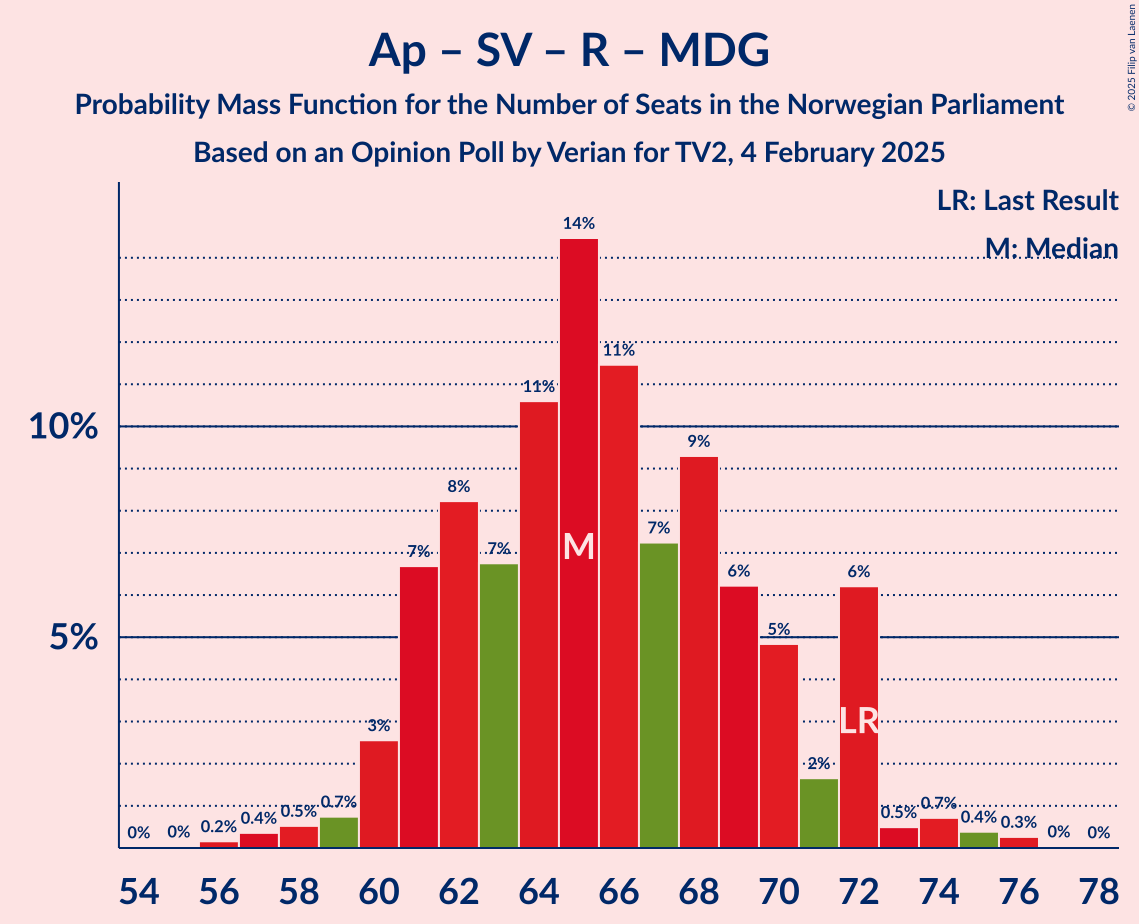 Ap – SV – R – MDG
Probability Mass Function for the Number of Seats in the Norwegian Parliament
Based on an Opinion Poll by Verian for TV2, 4 February 2025
© 2025 Filip van Laenen
LR: Last Result
M: Median
10%
5%
0% 0% 0.2% 0.4% 0.5% 0.7% 3% 7% 8% 7% 11% 14% 11% 7% 9% 6% 5% 2% 6% 0.5% 0.7% 0.4% 0.3% 0% 0%
M
LR
54 56 58 60 62 64 66 68 70 72 74 76 78